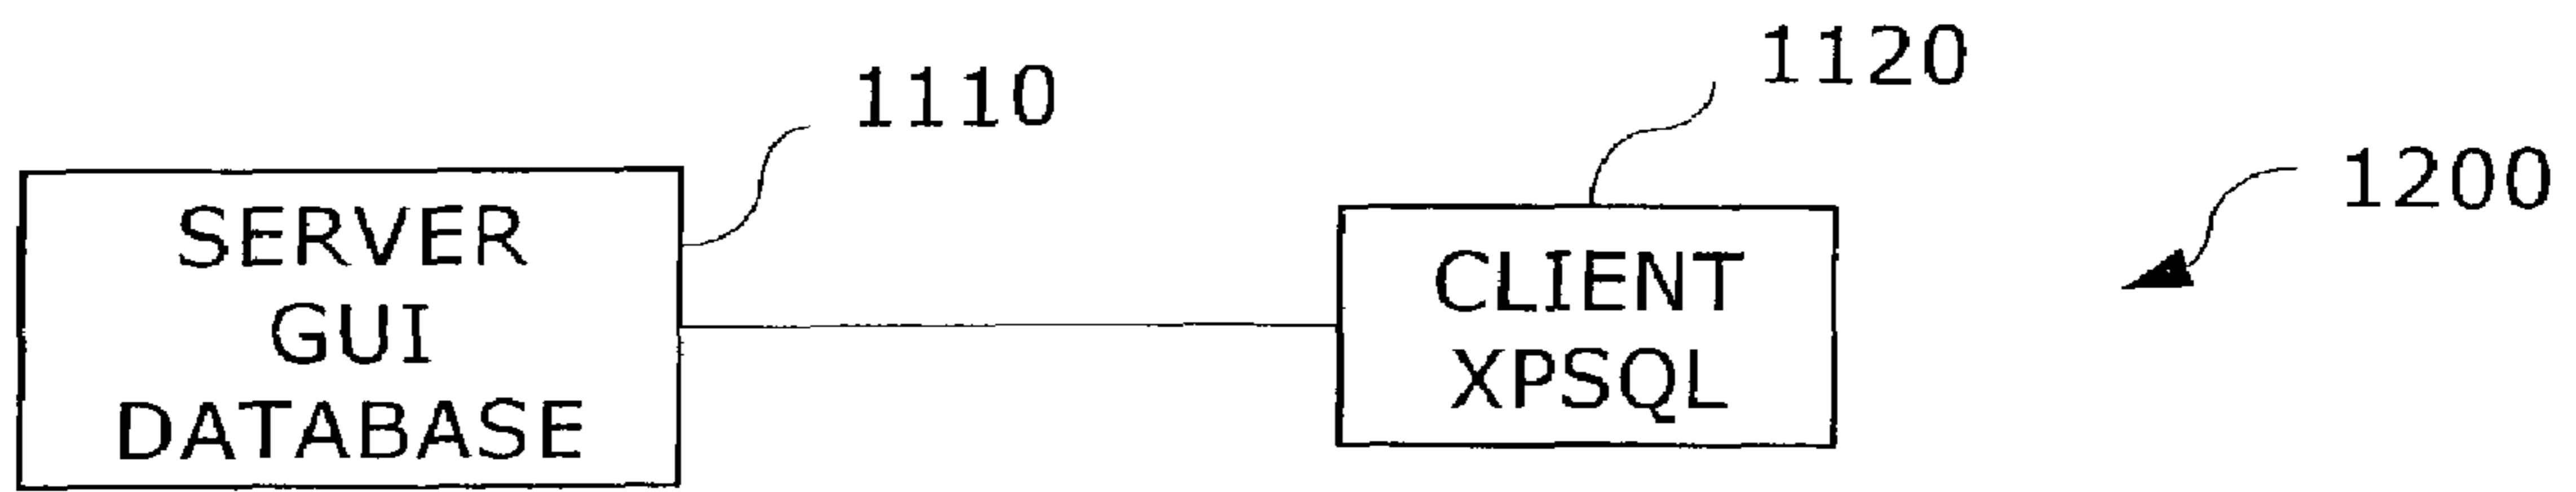 1120
1110
1200
SERVER
GUI
DATABASE
CLIENT
XPSQL